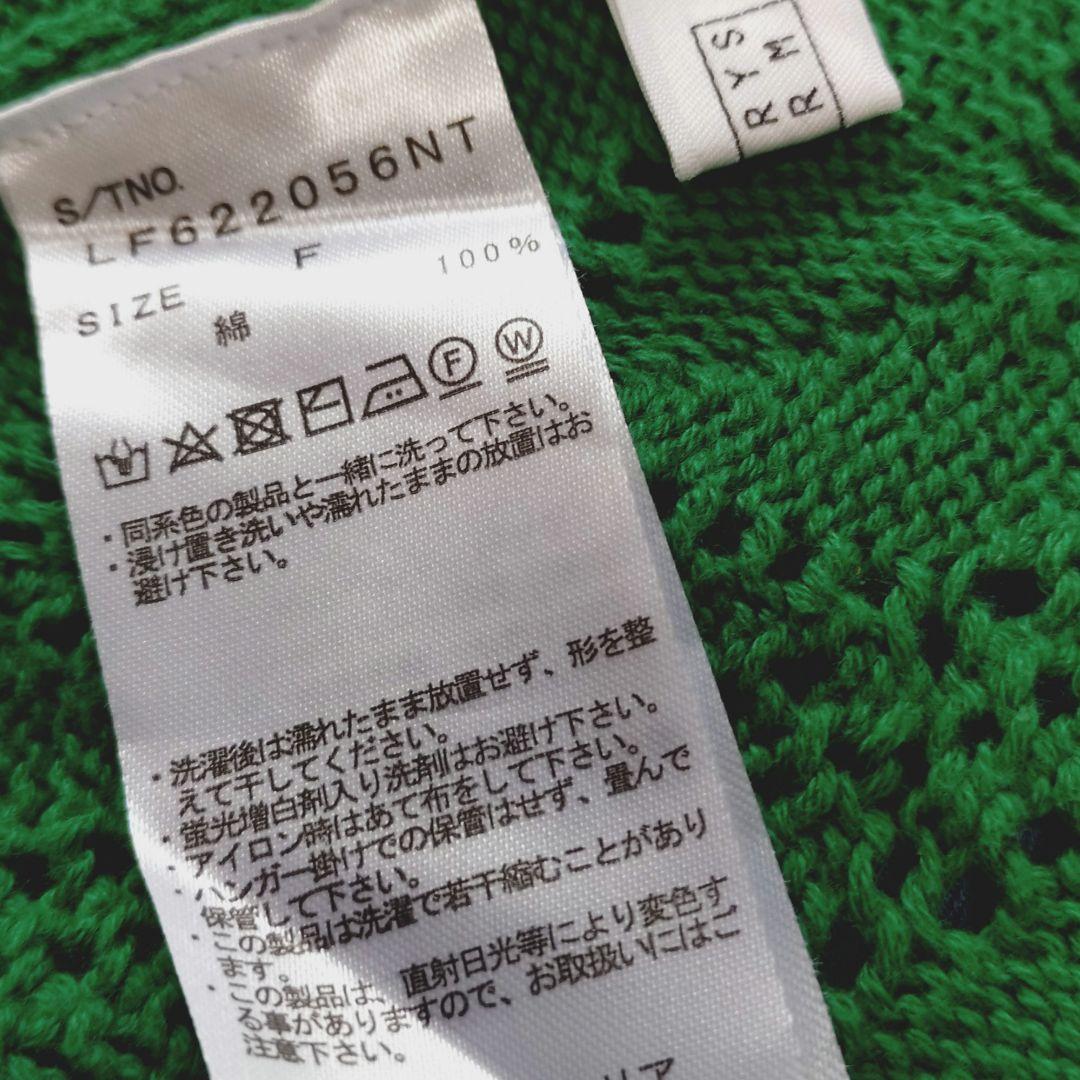 S/TNO.
LF622056NT
SIZE F
綿 100%
F W
・同系色の製品と一緒に洗って下さい。
・浸け置き洗いや濡れたままの放置はお
避け下さい。
・洗濯後は濡れたまま放置せず、形を整
えて干してください。
・蛍光増白剤入り洗剤はお避け下さい。
・アイロン時はあて布をして下さい。
・ハンガー掛けでの保管はせず、畳んで
保管して下さい。
・この製品は洗濯で若干縮むことがあり
ます。
・この製品は、直射日光等により変色す
る事がありますので、お取扱いにはご
注意下さい。
リア
RYS
RM